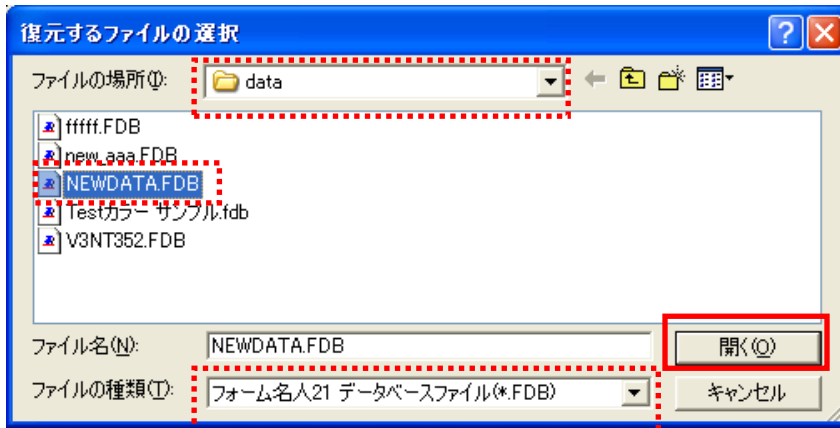 復元するファイルの選択
ファイルの場所(I):
data
fffff.FDB
new_aaa.FDB
NEWDATA.FDB
Testカラー サンプル.fdb
V3NT352.FDB
ファイル名(N):
NEWDATA.FDB
開く(O)
ファイルの種類(T):
フォーム名人21 データベースファイル(*.FDB)
キャンセル